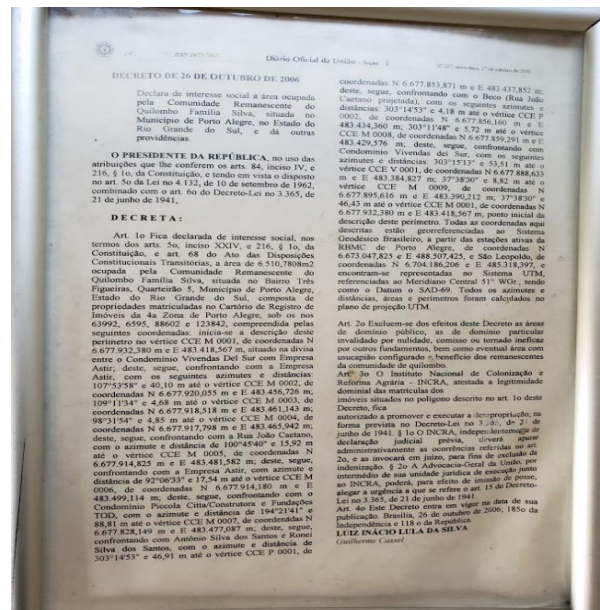 ISSN 1677-7042
Diário Oficial da União - Seção 1
DECRETO DE 26 DE OUTUBRO DE 2006
Declara de interesse social a área ocupada
pela Comunidade Remanescente do
Quilombo Família Silva, situada no
Município de Porto Alegre, no Estado do
Rio Grande do Sul, e dá outras
providências.
O PRESIDENTE DA REPÚBLICA, no uso das
atribuições que lhe conferem os arts. 84, inciso IV, e
216, § 1o, da Constituição, e tendo em vista o disposto
no art. 5o da Lei no 4.132, de 10 de setembro de 1962,
combinado com o art. 6o do Decreto-Lei no 3.365, de
21 de junho de 1941,
D E C R E T A :
Art. 1o Fica declarada de interesse social, nos
termos dos arts. 5o, inciso XXIV, e 216, § 1o, da
Constituição, e art. 68 do Ato das Disposições
Constitucionais Transitórias, a área de 6.510,7808m2
ocupada pela Comunidade Remanescente do
Quilombo Família Silva, situada no Bairro Três
Figueiras, Quarteirão 5, Município de Porto Alegre,
Estado do Rio Grande do Sul, composta de
propriedades matriculadas no Cartório de Registro de
Imóveis da 4a Zona de Porto Alegre, sob os nos
63992, 6595, 88602 e 123842, compreendida pelas
seguintes coordenadas: inicia-se a descrição deste
perímetro no vértice CCE M 0001, de coordenadas N
6.677.932,380 m e E 483.418,567 m, situado na divisa
entre o Condomínio Vivendas Del Sur com Empresa
Astir, deste, segue, confrontando com a Empresa
Astir, com os seguintes azimutes e distâncias:
107°53'58" e 40,10 m até o vértice CCE M 0002, de
coordenadas N 6.677.920,055 m e E 483.456,726 m;
109°11'34" e 4,68 m até o vértice CCE M 0003, de
coordenadas N 6.677.918,518 m e E 483.461,143 m;
98°31'54" e 4,85 m até o vértice CCE M 0004, de
coordenadas N 6.677.917,798 m e E 483.465,942 m;
deste, segue, confrontando com a Rua João Caetano,
com o azimute e distância de 100°45'40" e 15,92 m
até o vértice CCE M 0005, de coordenadas N
6.677.914,825 m e E 483.481,582 m; deste, segue,
confrontando com a Empresa Astir, com azimute e
distância de 92°06'33" e 17,54 m até o vértice CCE M
0006, de coordenadas N 6.677.914,180 m e E
483.499,114 m; deste, segue, confrontando com o
Condomínio Piccola Citta/Construtora e Fundações
TOD, com o azimute e distância de 194°21'41" e
88,81 m até o vértice CCE M 0007, de coordenadas N
6.677.828,149 m e E 483.477,087 m; deste, segue,
confrontando com Antônio Silva dos Santos e Ronei
Silva dos Santos, com o azimute e distância de
303°14'53" e 46,91 m até o vértice CCE P 0001, de
coordenadas N 6.677.853,871 m e E 483.437,852 m;
deste, segue, confrontando com o Beco (Rua João
Caetano projetada), com os seguintes azimutes e
distâncias: 303°14'53" e 4,18 m até o vértice CCE P
0002, de coordenadas N 6.677.856,160 m e E
483.434,360 m; 303°11'48" e 5,72 m até o vértice
CCE M 0008, de coordenadas N 6.677.859,291 m e E
483.429,576 m; deste, segue, confrontando com
Condomínio Vivendas del Sur, com os seguintes
azimutes e distâncias: 303°15'13" e 53,51 m até o
vértice CCE V 0001, de coordenadas N 6.677.888,633
m e E 483.384,827 m; 37°38'30" e 8,82 m até o
vértice CCE M 0009, de coordenadas N
6.677.895,616 m e E 483.390,212 m; 37°38'30" e
46,43 m até o vértice CCE M 0001, de coordenadas N
6.677.932,380 m e E 483.418,567 m, ponto inicial da
descrição deste perímetro. Todas as coordenadas aqui
descritas estão georreferenciadas ao Sistema
Geodésico Brasileiro, a partir das estações ativa da
RBMC de Porto Alegre, de coordenadas N
6.673.047,825 e E 488.507,425, e São Leopoldo, de
coordenadas N 6.704.186,206 e E 485.318,397, e
encontram-se representadas no Sistema UTM,
referenciadas ao Meridiano Central 51° WGr., tendo
como o Datum o SAD-69. Todos os azimutes e
distâncias, áreas e perímetros foram calculados no
plano de projeção UTM.
Art. 2o Excluem-se dos efeitos deste Decreto as áreas
de domínio público, as de domínio particular
invalidado por nulidade, comisso ou tornado ineficaz
por outros fundamentos, bem como eventual área com
usucapião configurado benefício dos remanescentes
da comunidade de quilombo.
Art. 3o O Instituto Nacional de Colonização e
Reforma Agrária - INCRA, atestada a legitimidade
dominial das matrículas dos
imóveis situados no polígono descrito no art. 1o deste
Decreto, fica
autorizado a promover e executar a desapropriação, na
forma prevista no Decreto-Lei no 3.365, de 21 de
junho de 1941. § 1o O INCRA, independentemente de
declaração judicial prévia, deverá apurar
administrativamente as ocorrências referidas no art.
2o, e as invocará em juízo, para fins de exclusão da
indenização. § 2o A Advocacia-Geral da União, por
intermédio de sua unidade jurídica de execução junto
ao INCRA, poderá, para efeito de imissão de posse,
alegar a urgência a que se refere o art. 15 do Decreto-
Lei no 3.365, de 21 de junho de 1941.
Art. 4o Este Decreto entra em vigor na data de sua
publicação. Brasília, 26 de outubro de 2006; 185o da
Independência e 118 o da República.
LUIZ INÁCIO LULA DA SILVA
Guilherme Cassel